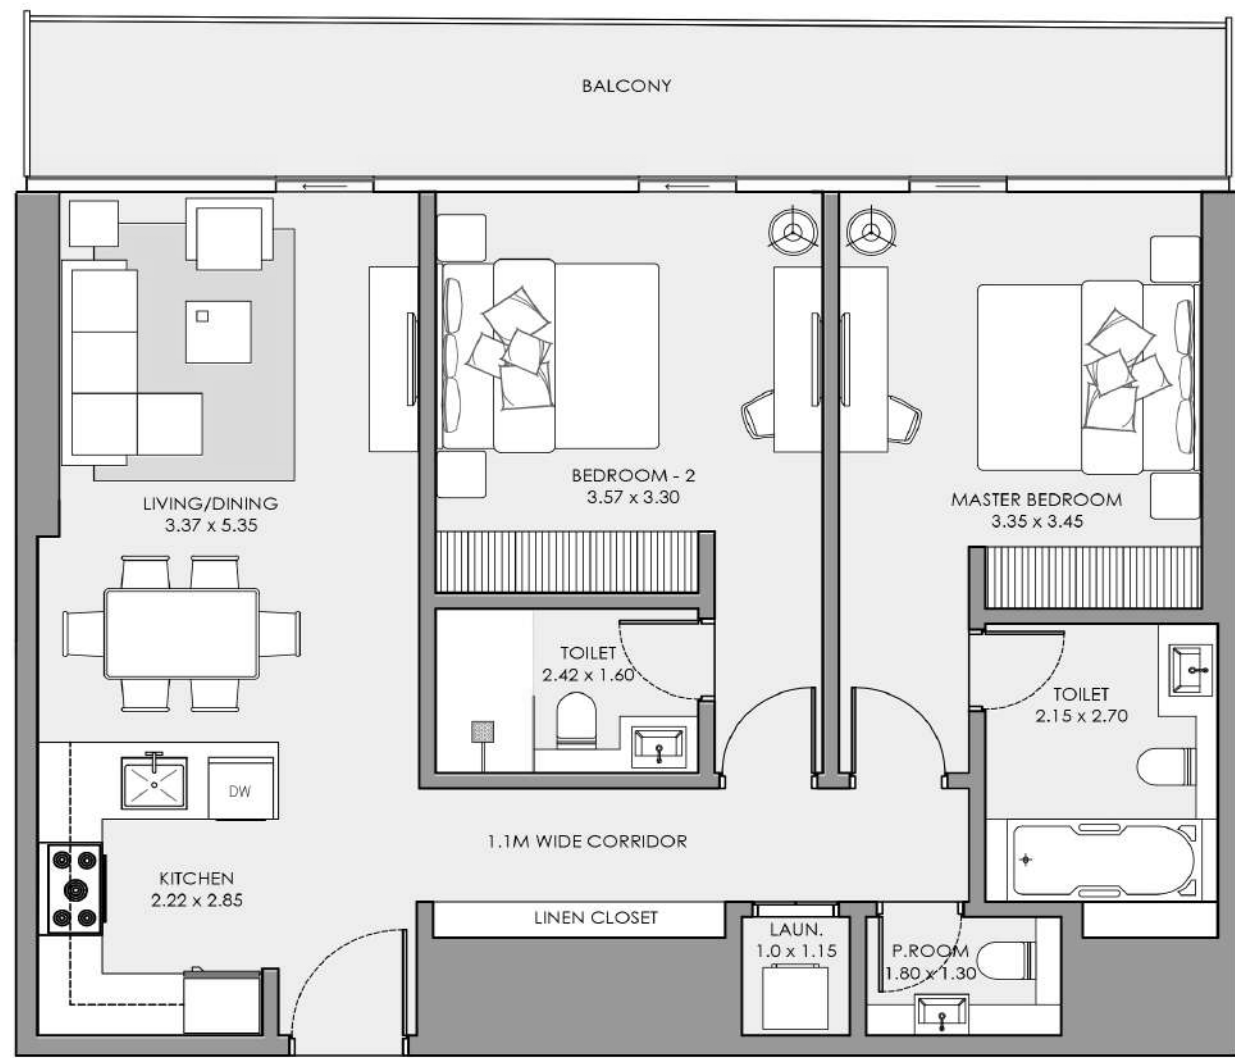 BALCONY
BEDROOM - 2
3.57 x 3.30
LIVING/DINING
3.37 x 5.35
MASTER BEDROOM
3.35 x 3.45
TOILET
2.42 x 1.60
TOILET
2.15 x 2.70
DW
1.1M WIDE CORRIDOR
KITCHEN
2.22 x 2.85
LINEN CLOSET
LAUN.
1.0 x 1.15
P.ROOM
1.80 x 1.30